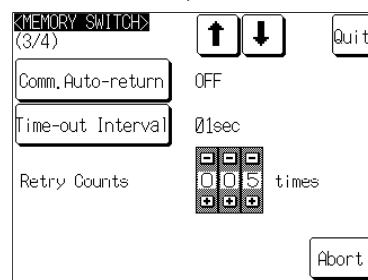 <MEMORY SWITCH>
(3/4)
Quit
Comm.Auto-return OFF
Time-out Interval 01sec
Retry Counts 005 times
Abort